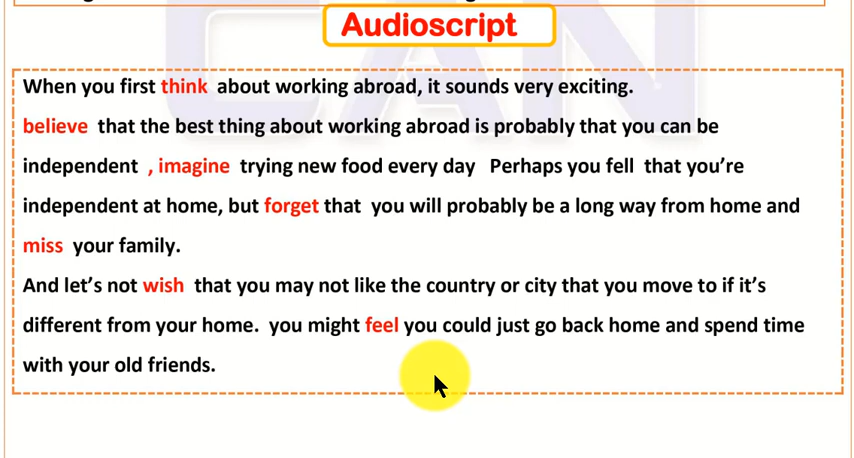 Audioscript
When you first think about working abroad, it sounds very exciting.
believe that the best thing about working abroad is probably that you can be
independent , imagine trying new food every day Perhaps you fell that you’re
independent at home, but forget that you will probably be a long way from home and
miss your family.
And let’s not wish that you may not like the country or city that you move to if it’s
different from your home. you might feel you could just go back home and spend time
with your old friends.